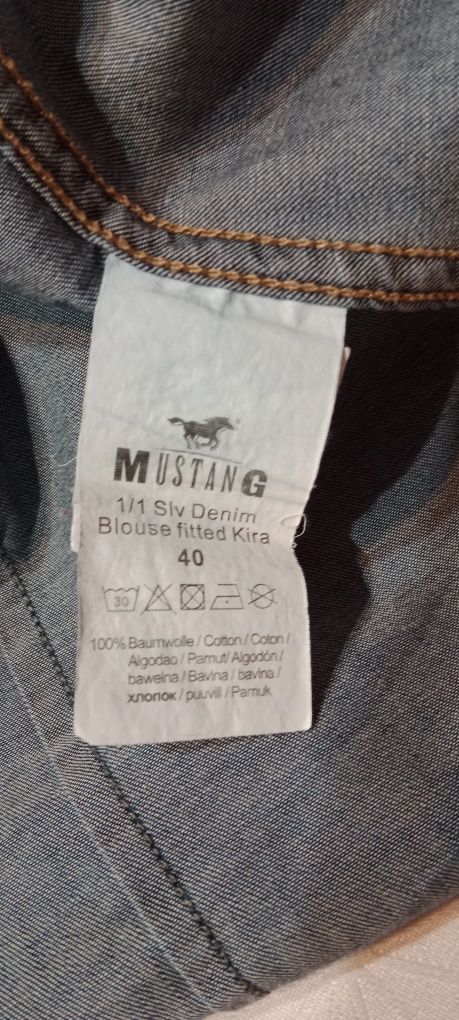 MUSTANG
1/1 Slv Denim
Blouse fitted Kira
40
30
100% Baumwolle / Cotton / Coton /
Algodao / Pamut/ Algodón /
bawelna / Bavlna / bavlna /
хлопок / puuvill / Pamuk